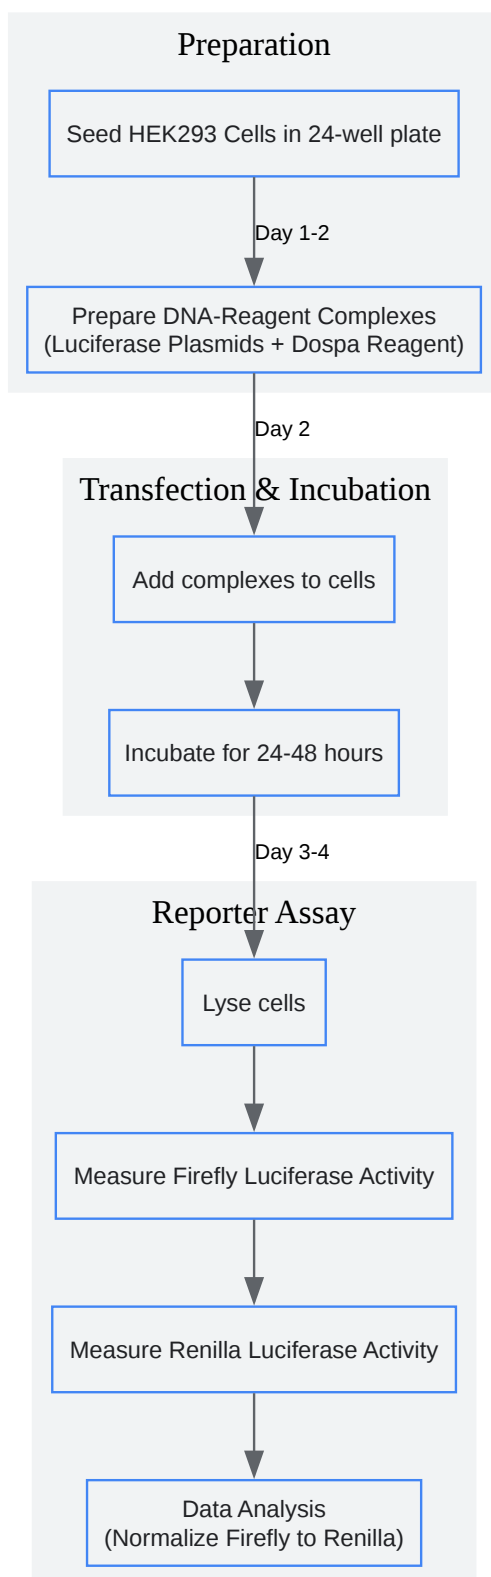 Preparation
Seed HEK293 Cells in 24-well plate
Day 1-2
Prepare DNA-Reagent Complexes
(Luciferase Plasmids + Dospa Reagent)
Day 2
Transfection & Incubation
Add complexes to cells
Incubate for 24-48 hours
Day 3-4
Reporter Assay
Lyse cells
Measure Firefly Luciferase Activity
Measure Renilla Luciferase Activity
Data Analysis
(Normalize Firefly to Renilla)